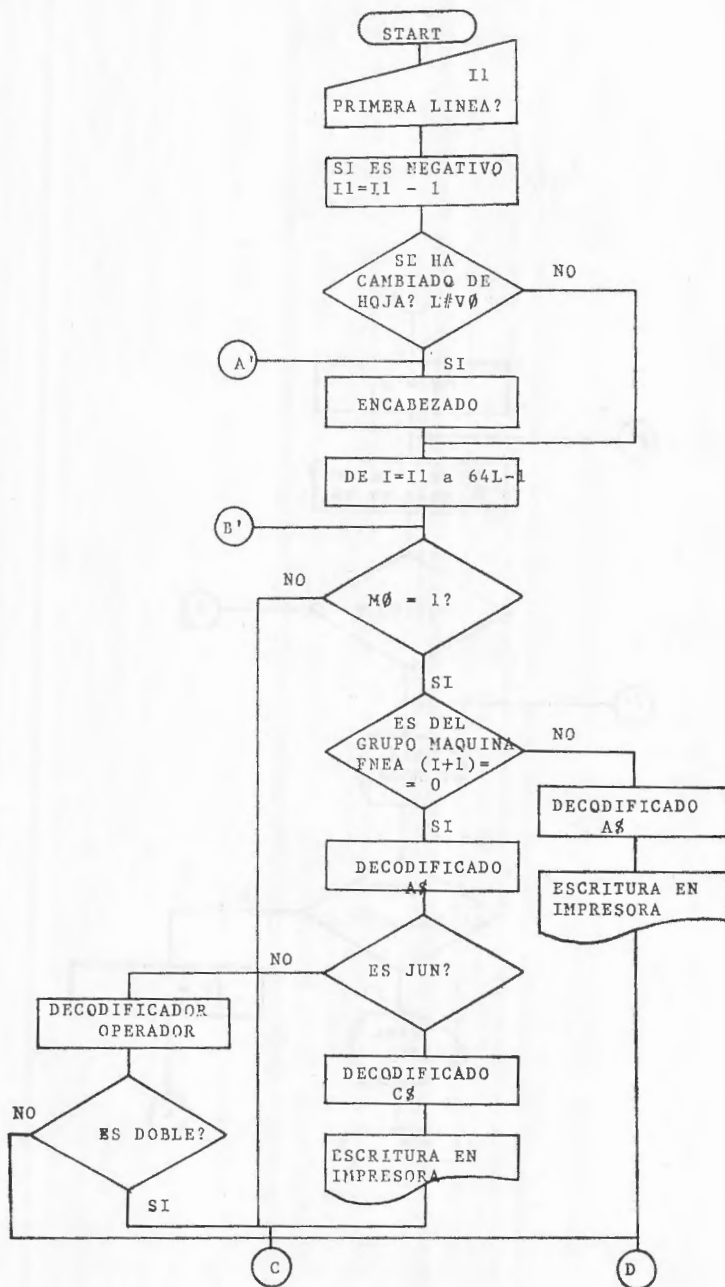 START
I1
PRIMERA LINEA?
SI ES NEGATIVO
I1=I1 - 1
SE HA
CAMBIADO DE
HOJA? L#VØ
NO
A'
SI
ENCABEZADO
DE I=I1 a 64L-1
B'
NO
MØ = 1?
SI
ES DEL
GRUPO MAQUINA
FNEA (I+1)=
= 0
NO
DECODIFICADO
A$
SI
DECODIFICADO
A$
ESCRITURA EN
IMPRESORA
NO
ES JUN?
DECODIFICADOR
OPERADOR
DECODIFICADO
C$
NO
ES DOBLE?
ESCRITURA EN
IMPRESORA
SI
C
D